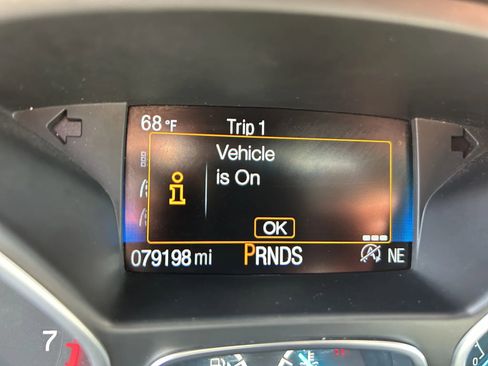 68 °F Trip 1
Vehicle
is On
OK
079198 mi PRNDS NE
7